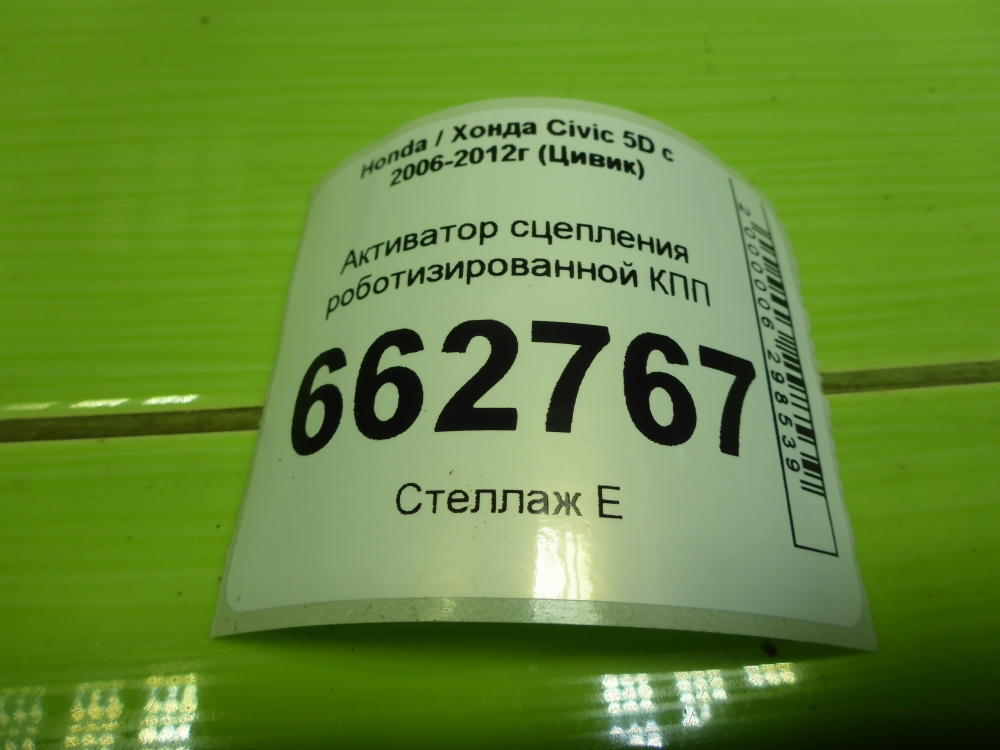 Honda / Хонда Civic 5D с
2006-2012г (Цивик)
Активатор сцепления
роботизированной КПП
662767
Стеллаж Е
2000006298539